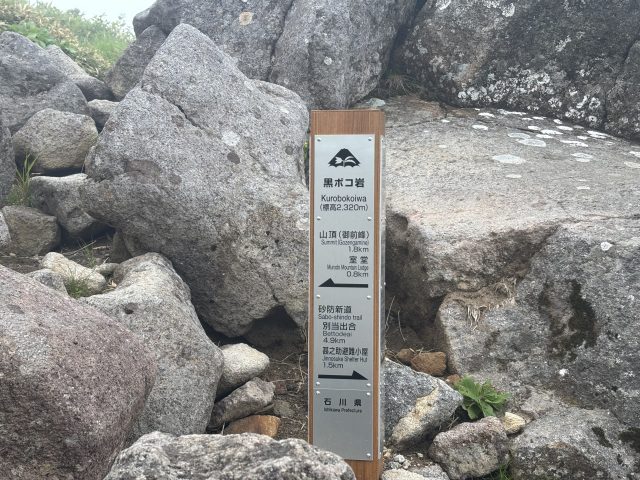 黒ボコ岩
Kurobokoiwa
(標高2,320m)
山頂(御前峰)
Summit (Gozengamine)
1.8km
室堂
Murodo Mountain Lodge
0.8km
砂防新道
Sabo-shindo trail
別当出合
Bettodeai
4.9km
甚之助避難小屋
Jinnosuke Shelter Hut
1.5km
石川県
Ishikawa Prefecture